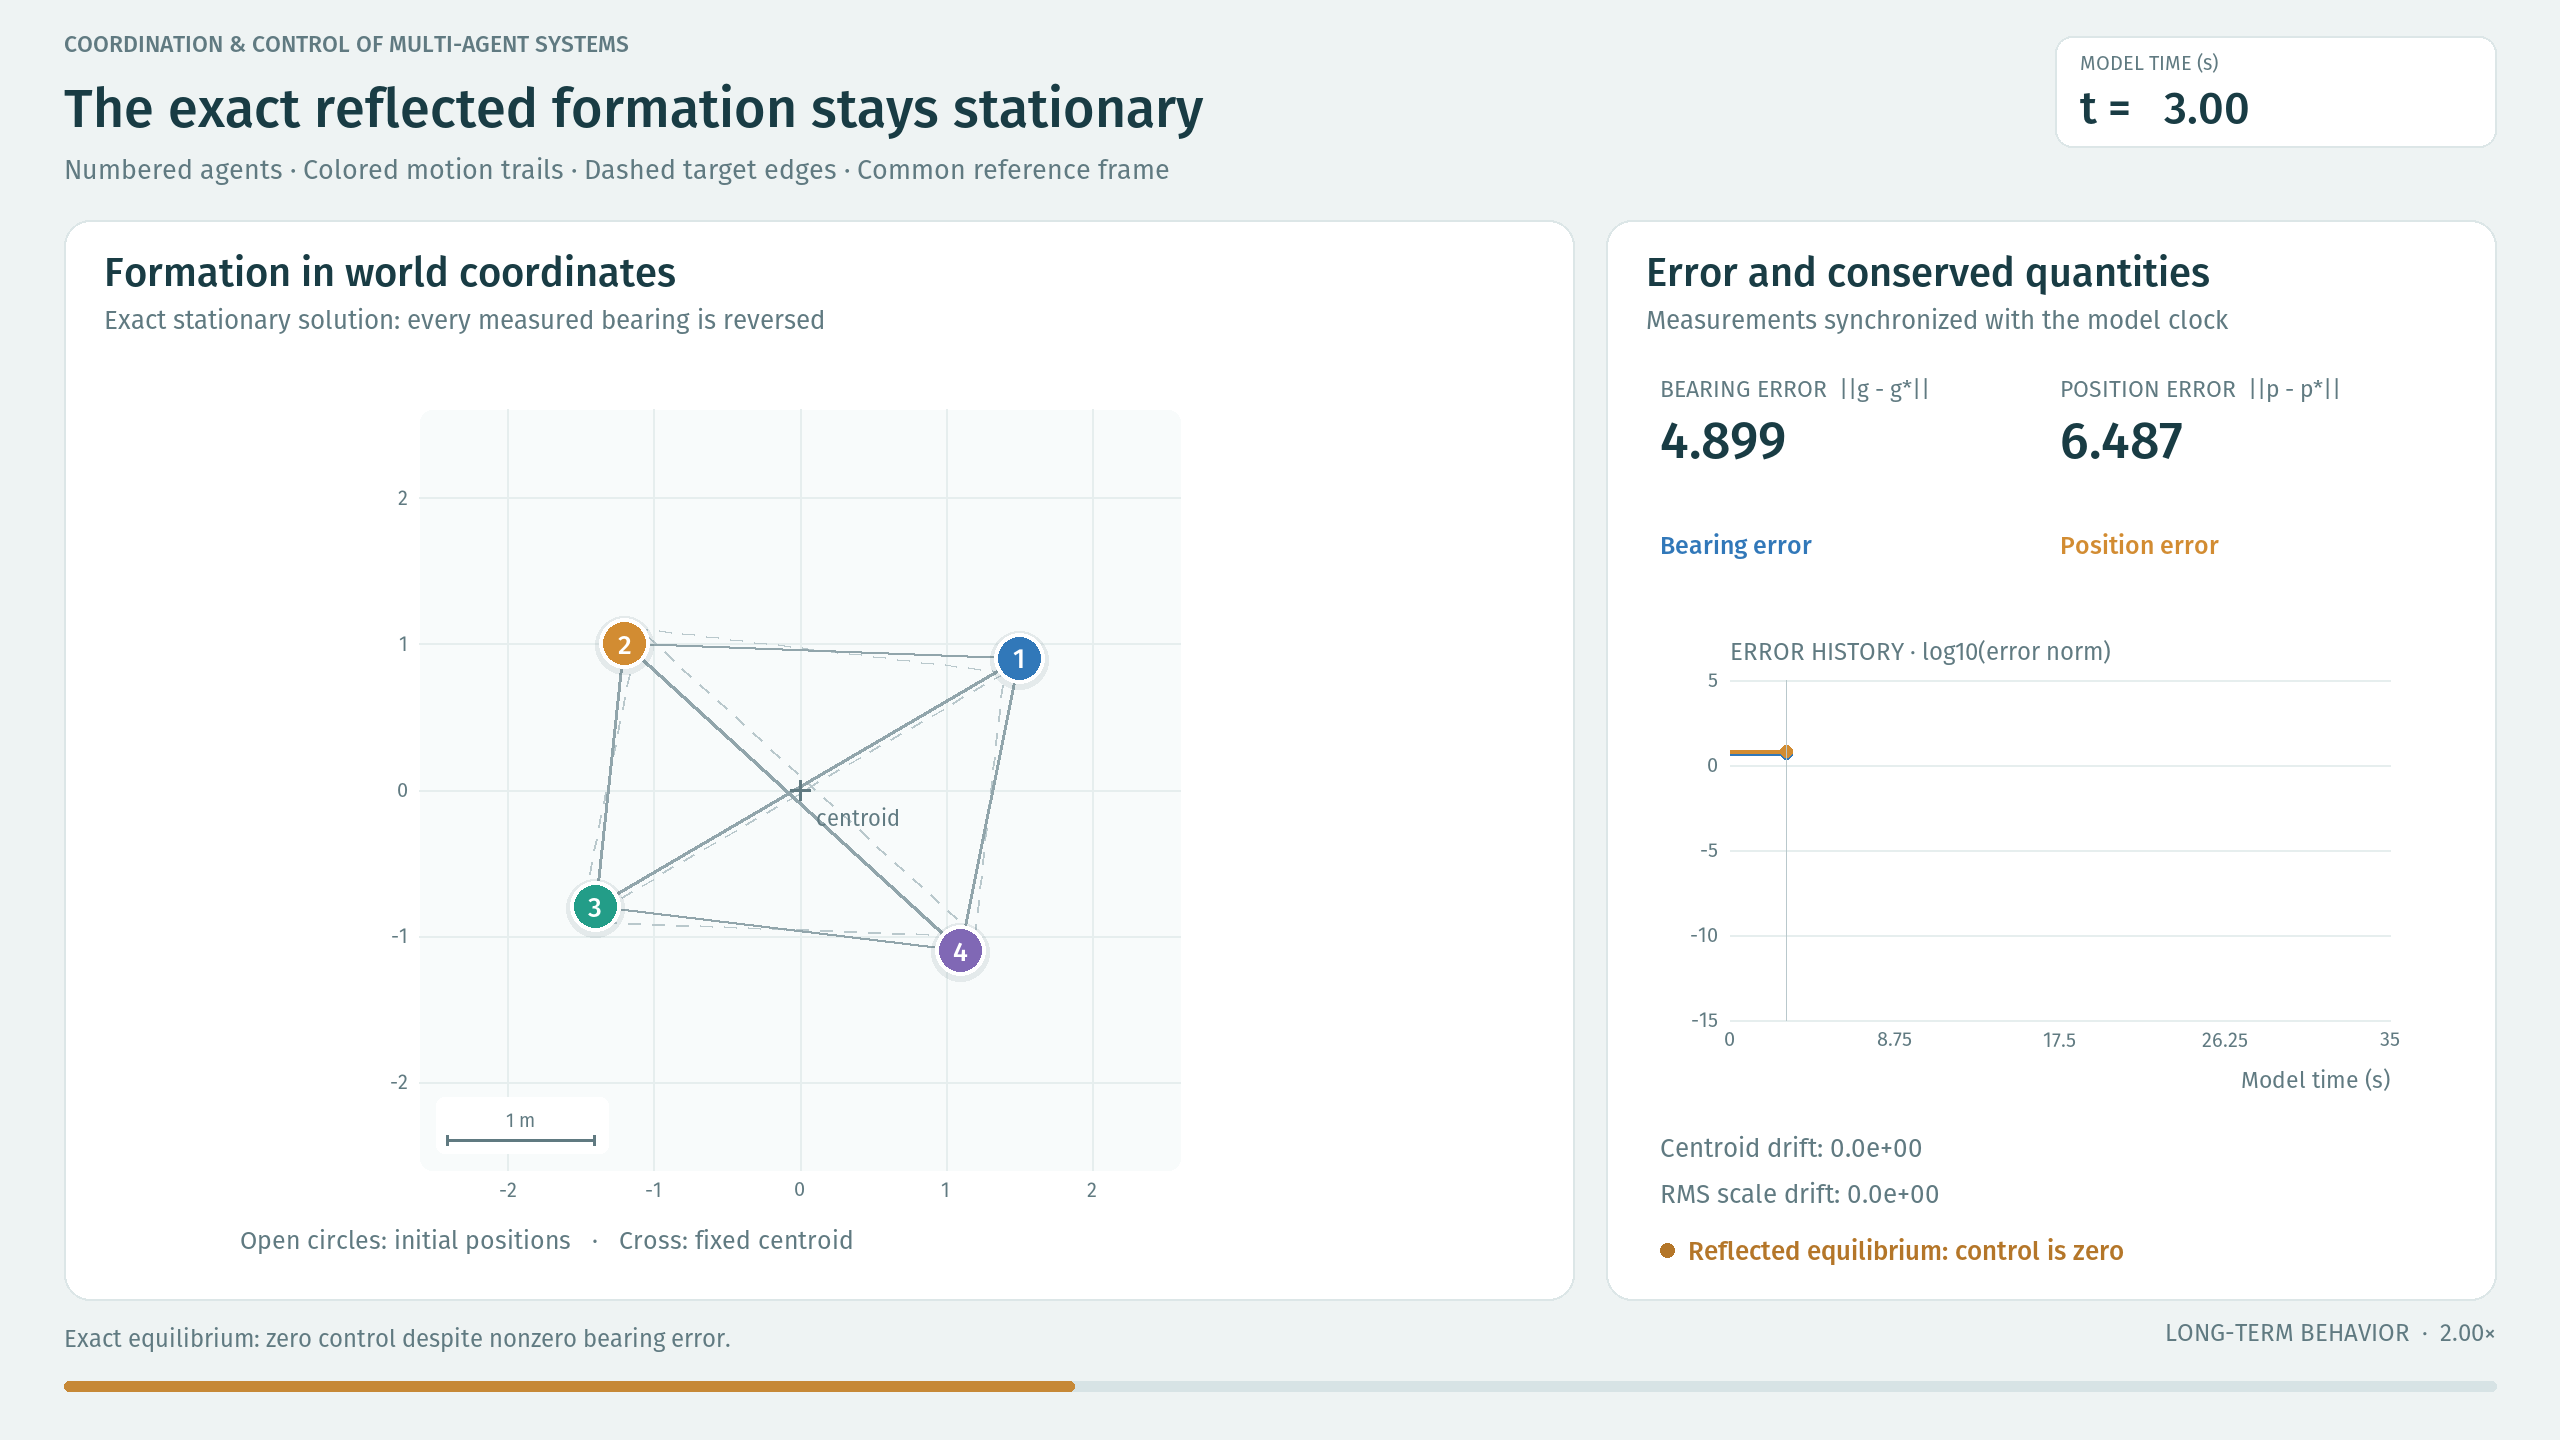 COORDINATION & CONTROL OF MULTI-AGENT SYSTEMS
The exact reflected formation stays stationary
Numbered agents · Colored motion trails · Dashed target edges · Common reference frame
MODEL TIME (s)
t = 3.00
Formation in world coordinates
Exact stationary solution: every measured bearing is reversed
2
1
0
-1
-2
2
1
centroid
3
4
1 m
-2 -1 0 1 2
Open circles: initial positions · Cross: fixed centroid
Error and conserved quantities
Measurements synchronized with the model clock
BEARING ERROR ||g - g*||
4.899
POSITION ERROR ||p - p*||
6.487
Bearing error
Position error
ERROR HISTORY · log10(error norm)
5
0
-5
-10
-15
0 8.75 17.5 26.25 35
Model time (s)
Centroid drift: 0.0e+00
RMS scale drift: 0.0e+00
Reflected equilibrium: control is zero
Exact equilibrium: zero control despite nonzero bearing error.
LONG-TERM BEHAVIOR · 2.00×